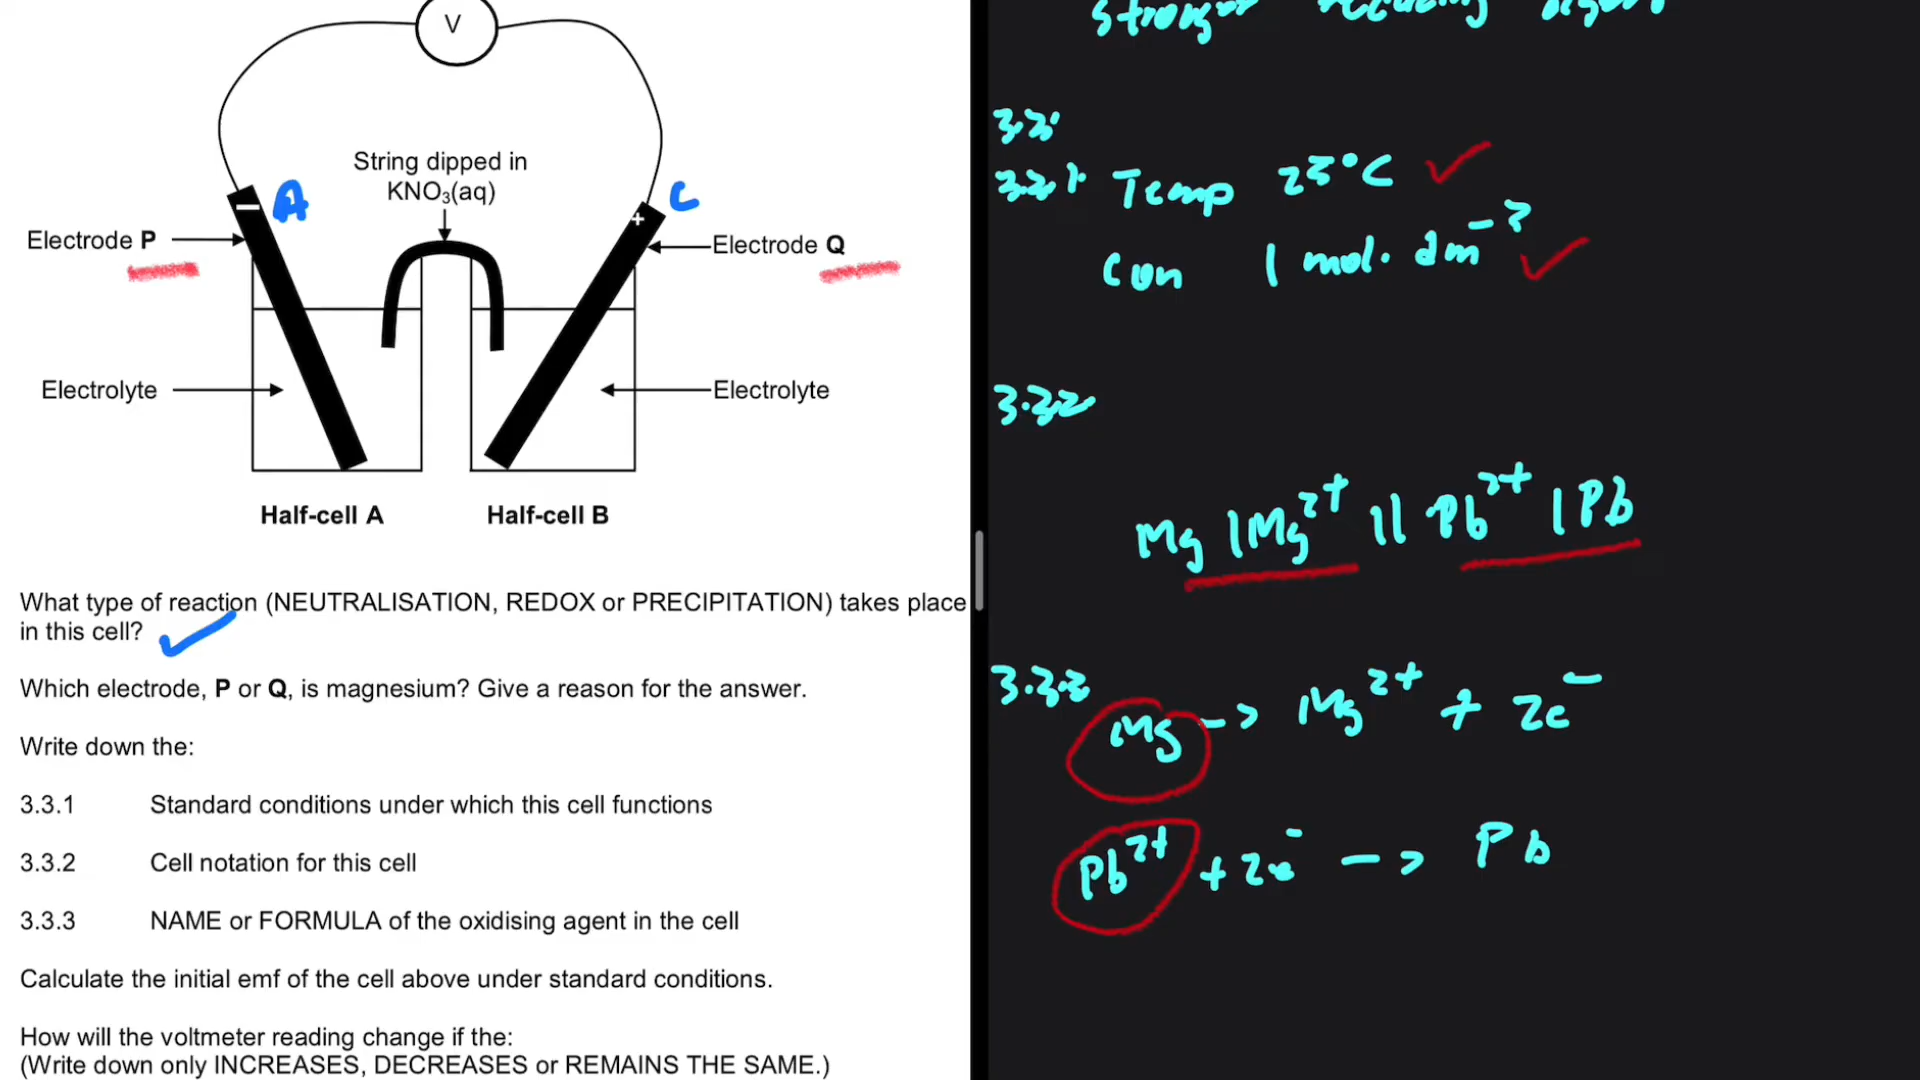 V
String dipped in
KNO₃(aq)
− A
+ C
Electrode P
Electrode Q
Electrolyte
Electrolyte
Half-cell A
Half-cell B
What type of reaction (NEUTRALISATION, REDOX or PRECIPITATION) takes place
in this cell?
Which electrode, P or Q, is magnesium? Give a reason for the answer.
Write down the:
3.3.1 Standard conditions under which this cell functions
3.3.2 Cell notation for this cell
3.3.3 NAME or FORMULA of the oxidising agent in the cell
Calculate the initial emf of the cell above under standard conditions.
How will the voltmeter reading change if the:
(Write down only INCREASES, DECREASES or REMAINS THE SAME.)
stronger reducing agent
3.3
3.3.1 Temp 25°C
Con 1 mol. dm⁻³
3.3.2
Mg | Mg²⁺ || Pb²⁺ | Pb
3.3.3
Mg -> Mg²⁺ + 2e⁻
Pb²⁺ + 2e⁻ -> Pb